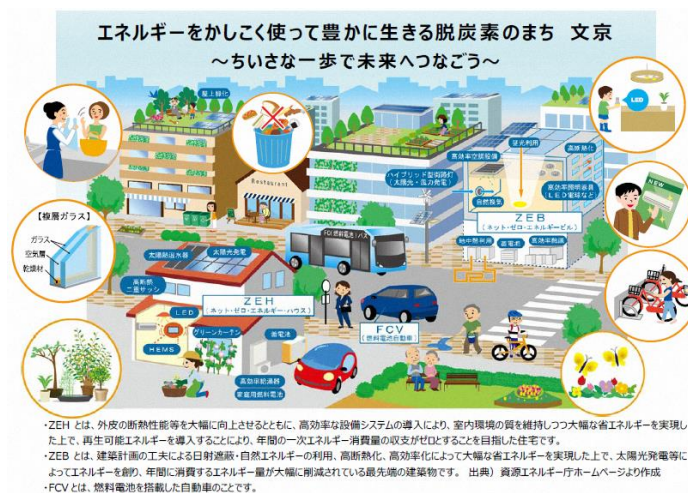 エネルギーをかしこく使って豊かに生きる脱炭素のまち 文京
～ちいさな一歩で未来へつなごう～
屋上緑化
LED
昼光利用
高効率空調設備
高断熱化
ハイブリッド型街路灯
（太陽光・風力発電）
自然換気
高効率照明器具
（LED電球など）
NEW
Restaurant
ZEB
（ネット・ゼロ・エネルギービル）
【複層ガラス】
ガラス
空気層
乾燥材
FC(燃料電池)バス
地中熱利用
蓄電池
高効率給湯
太陽熱温水器
太陽光発電
高断熱
二重サッシ
ZEH
（ネット・ゼロ・エネルギー・ハウス）
LED
グリーンカーテン
HEMS
蓄電池
FCV
（燃料電池自動車）
高効率給湯器
家庭用燃料電池
・ZEH とは、外皮の断熱性能等を大幅に向上させるとともに、高効率な設備システムの導入により、室内環境の質を維持しつつ大幅な省エネルギーを実現し
た上で、再生可能エネルギーを導入することにより、年間の一次エネルギー消費量の収支がゼロとすることを目指した住宅です。
・ZEB とは、建築計画の工夫による日射遮蔽・自然エネルギーの利用、高断熱化、高効率化によって大幅な省エネルギーを実現した上で、太陽光発電等に
よってエネルギーを創り、年間に消費するエネルギー量が大幅に削減されている最先端の建築物です。 出典）資源エネルギー庁ホームページより作成
・FCVとは、燃料電池を搭載した自動車のことです。